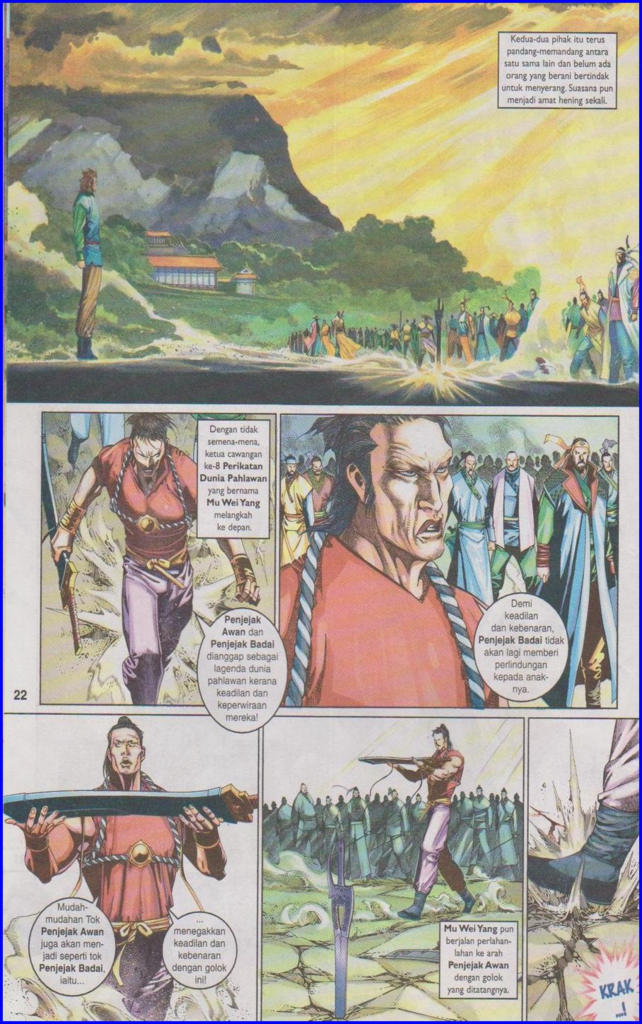 Kedua-dua pihak itu terus
pandang-memandang antara
satu sama lain dan belum ada
orang yang berani bertindak
untuk menyerang. Suasana pun
menjadi amat hening sekali.
Dengan tidak
semena-mena,
ketua cawangan
ke-8 Perikatan
Dunia Pahlawan
yang bernama
Mu Wei Yang
melangkah
ke depan.
Penjejak
Awan dan
Penjejak Badai
dianggap sebagai
lagenda dunia
pahlawan kerana
keadilan dan
keperwiraan
mereka!
Demi
keadilan
dan kebenaran,
Penjejak Badai tidak
akan lagi memberi
perlindungan
kepada anak-
nya.
22
Mudah-
mudahan Tok
Penjejak Awan
juga akan men-
jadi seperti tok
Penjejak Badai,
iaitu...
...
menegakkan
keadilan dan
kebenaran
dengan golok
ini!
Mu Wei Yang pun
berjalan perlahan-
lahan ke arah
Penjejak Awan
dengan golok
yang ditatangnya.
KRAK
...!